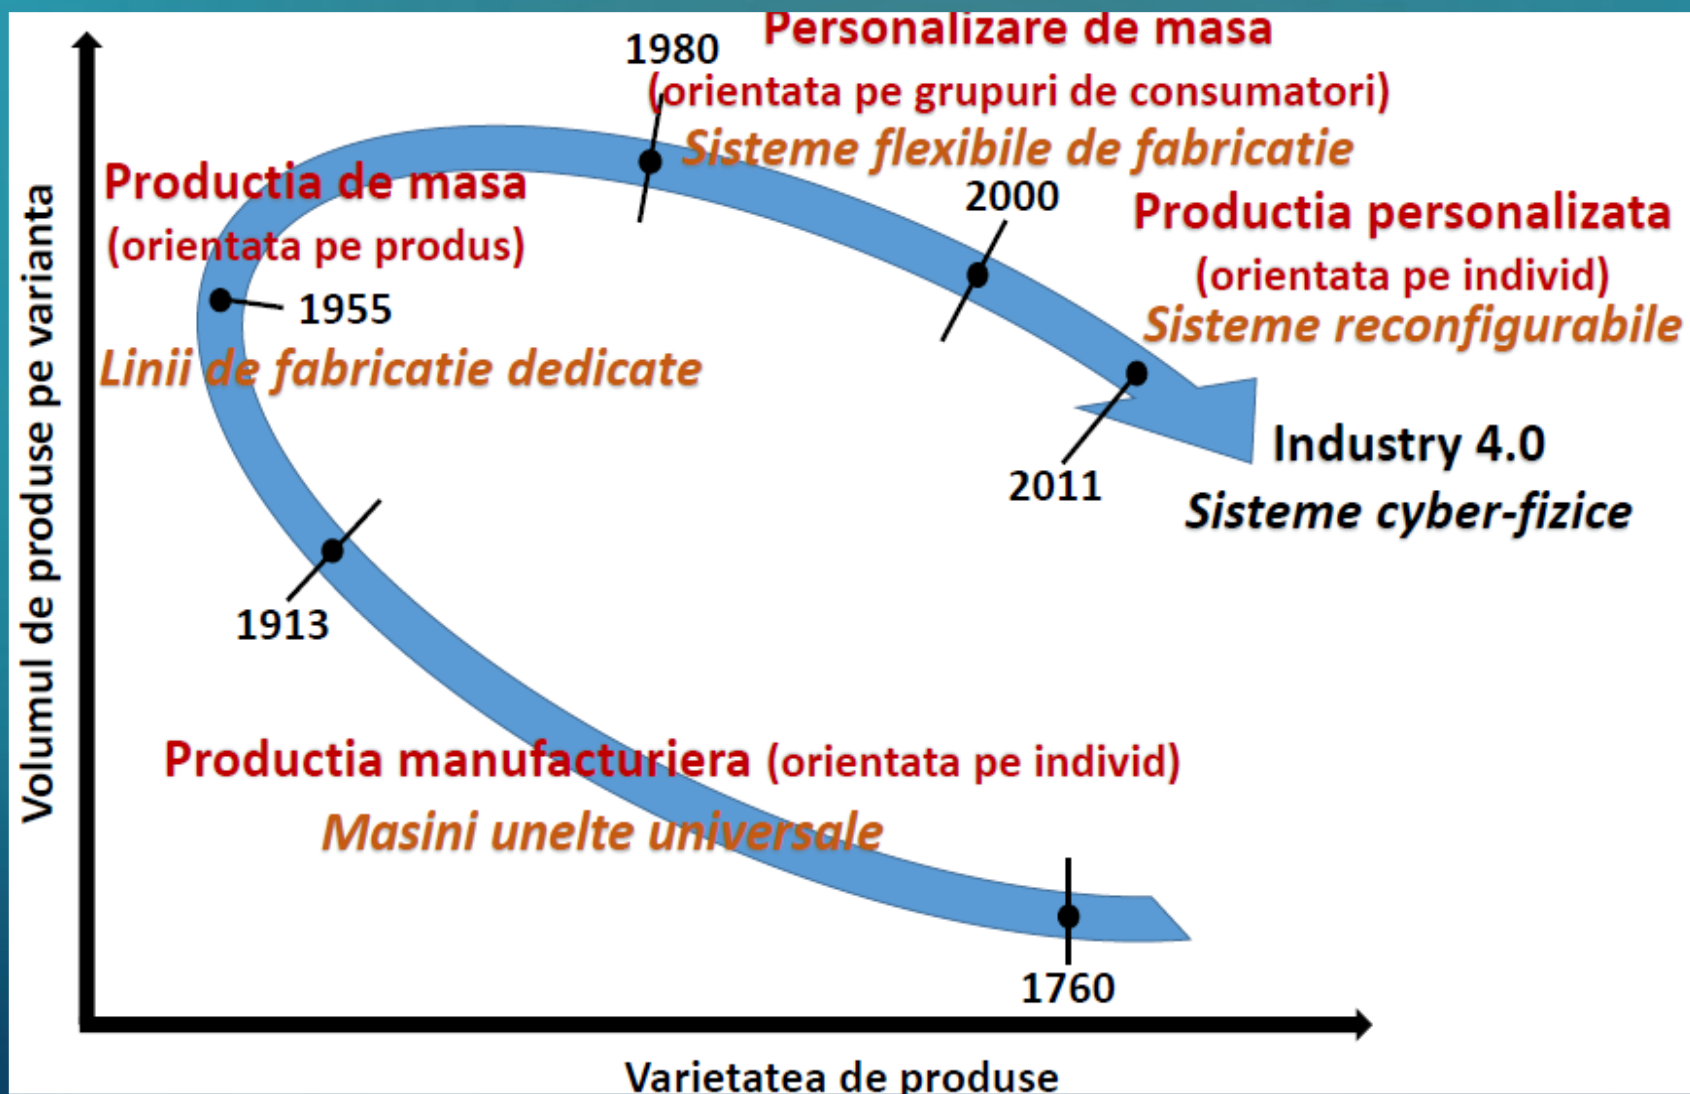 1980
Personalizare de masa
(orientata pe grupuri de consumatori)
Sisteme flexibile de fabricatie
Productia de masa
(orientata pe produs)
2000
Productia personalizata
(orientata pe individ)
Sisteme reconfigurabile
1955
Linii de fabricatie dedicate
Industry 4.0
2011
Sisteme cyber-fizice
1913
Productia manufacturiera (orientata pe individ)
Masini unelte universale
1760
Volumul de produse pe varianta
Varietatea de produse